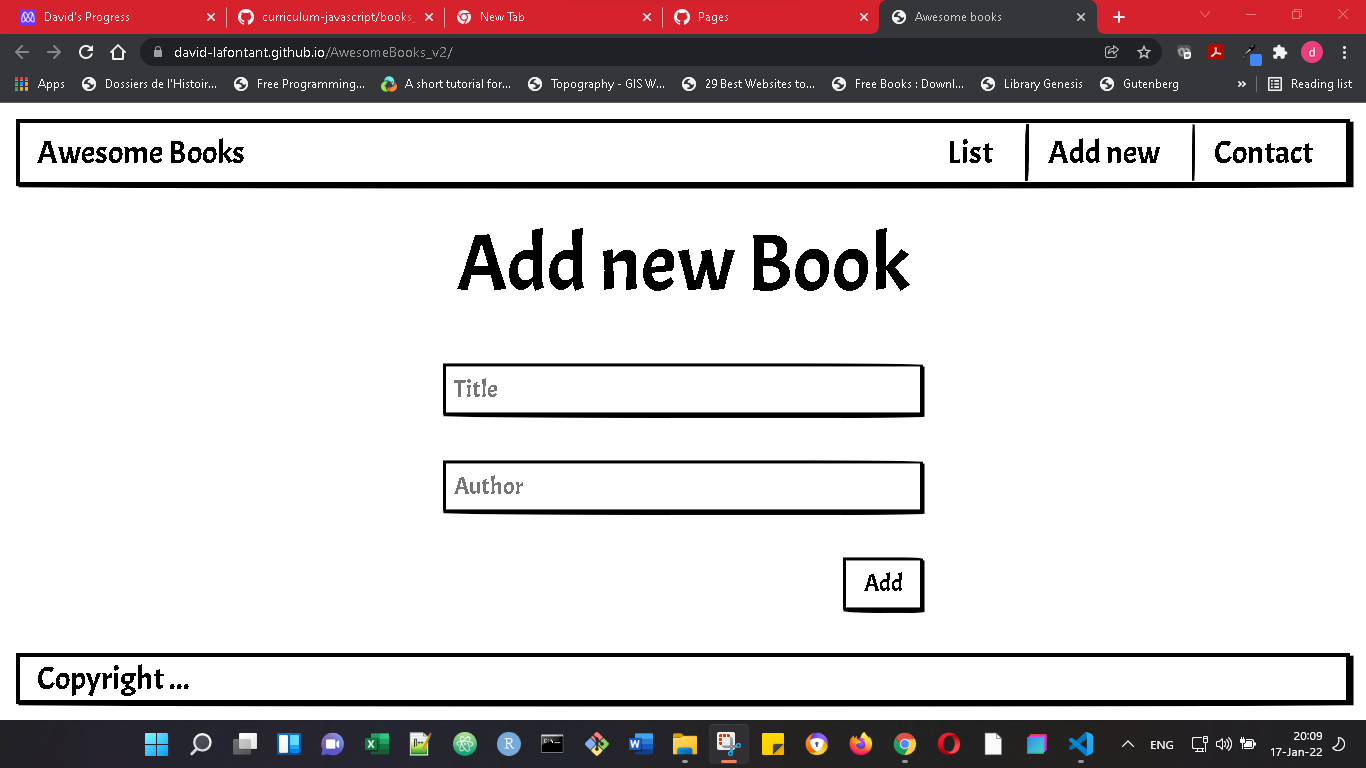 David's Progress
curriculum-javascript/books_
New Tab
Pages
Awesome books
david-lafontant.github.io/AwesomeBooks_v2/
d
Apps
Dossiers de l'Histoir...
Free Programming...
A short tutorial for...
Topography - GIS W...
29 Best Websites to...
Free Books : Downl...
Library Genesis
Gutenberg
»
Reading list
Awesome Books
List
Add new
Contact
Add new Book
Title
Author
Add
Copyright ...
ENG
20:09
17-Jan-22